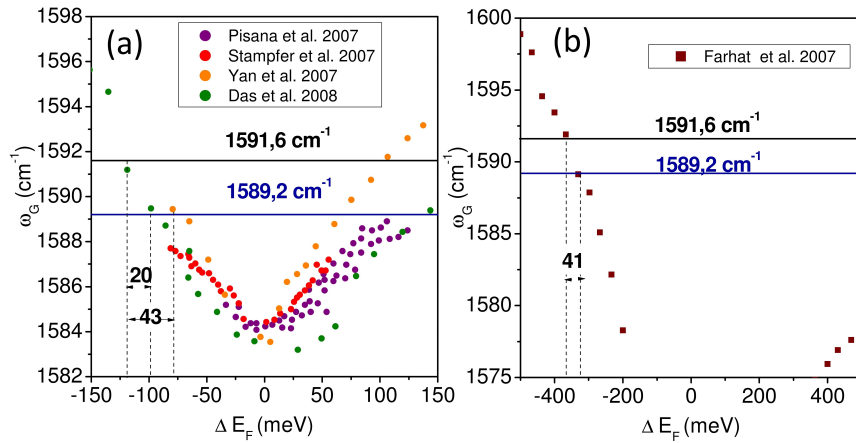 (a)
Pisana et al. 2007
Stampfer et al. 2007
Yan et al. 2007
Das et al. 2008
1591,6 cm-1
1589,2 cm-1
20
43
1598
1596
1594
1592
1590
1588
1586
1584
1582
ωG (cm-1)
-150 -100 -50 0 50 100 150
Δ EF (meV)
(b)
Farhat et al. 2007
1591,6 cm-1
1589,2 cm-1
41
1600
1595
1590
1585
1580
1575
ωG (cm-1)
-400 -200 0 200 400
Δ EF (meV)